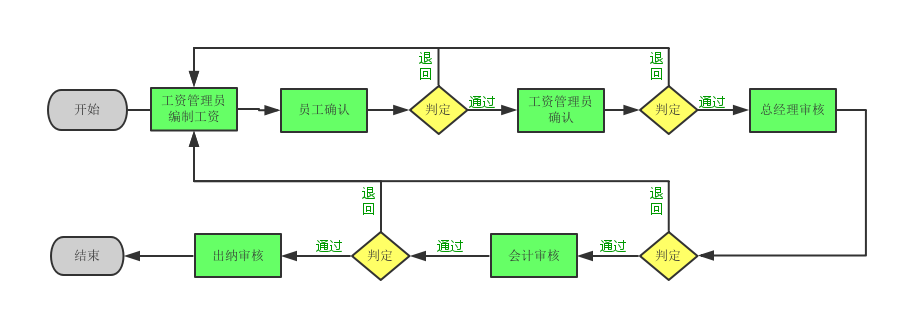 退
回
退
回
开始
工资管理员
编制工资
员工确认
判定
通过
工资管理员
确认
判定
通过
总经理审核
退
回
退
回
结束
出纳审核
通过
判定
通过
会计审核
通过
判定